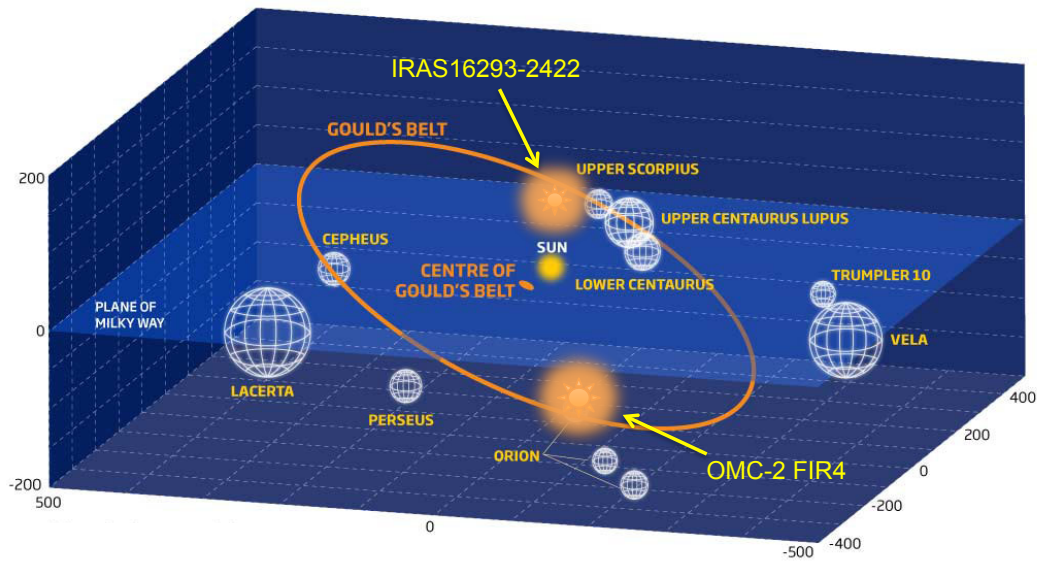 IRAS16293-2422
GOULD'S BELT
UPPER SCORPIUS
200
UPPER CENTAURUS LUPUS
CEPHEUS
SUN
CENTRE OF
GOULD'S BELT
LOWER CENTAURUS
TRUMPLER 10
PLANE OF
MILKY WAY
0
VELA
LACERTA
400
PERSEUS
200
ORION
OMC-2 FIR4
0
-200
500
-200
0
-500
-400